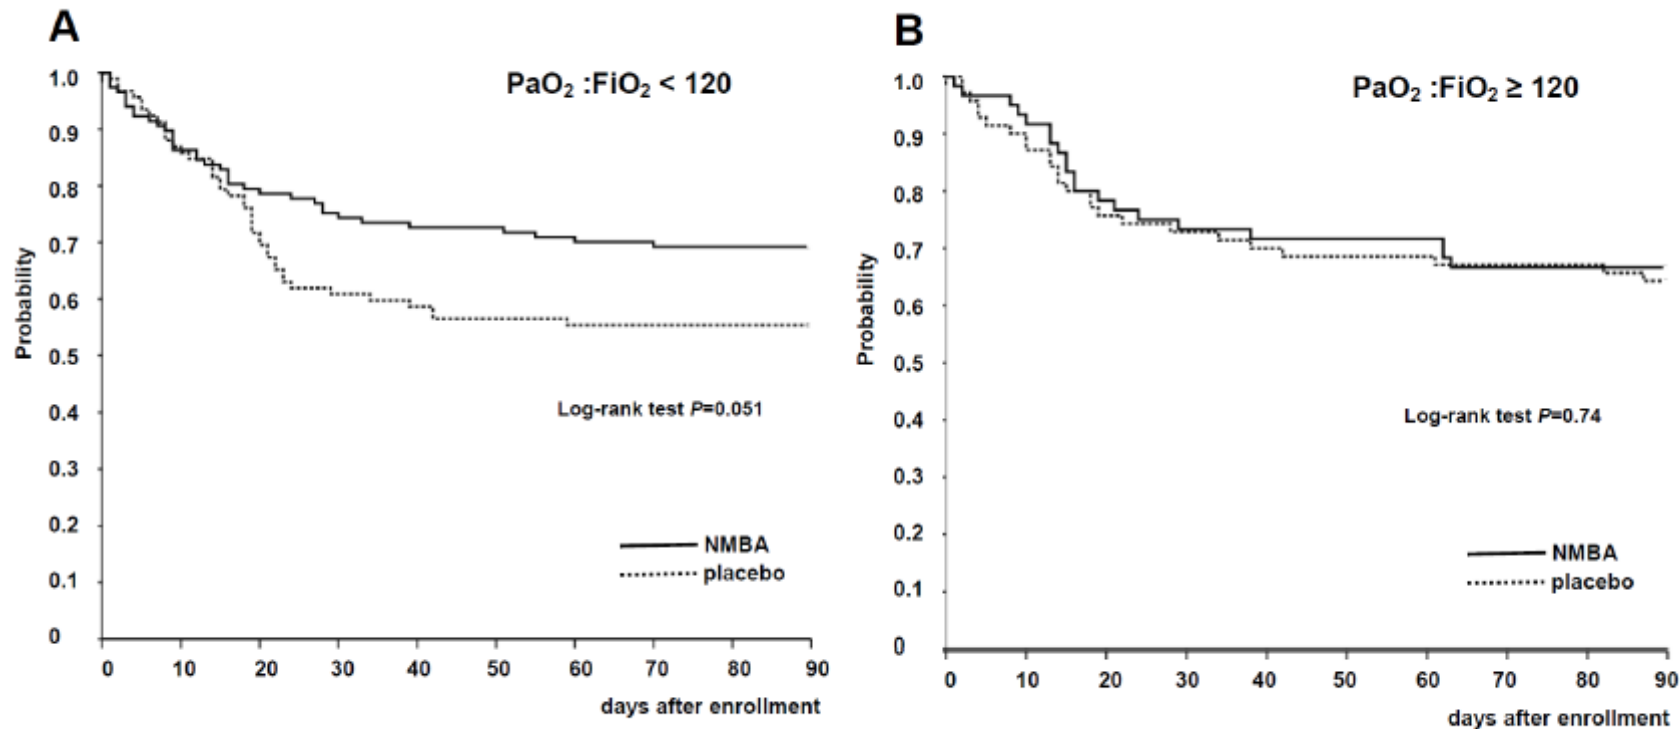 A
PaO₂ :FiO₂ < 120
1.0
0.9
0.8
0.7
0.6
0.5
0.4
0.3
0.2
0.1
0
Probability
Log-rank test P=0.051
NMBA
placebo
0 10 20 30 40 50 60 70 80 90
days after enrollment
B
PaO₂ :FiO₂ ≥ 120
1.0
0.9
0.8
0.7
0.6
0.5
0.4
0.3
0.2
0.1
0
Probability
Log-rank test P=0.74
NMBA
placebo
0 10 20 30 40 50 60 70 80 90
days after enrollment